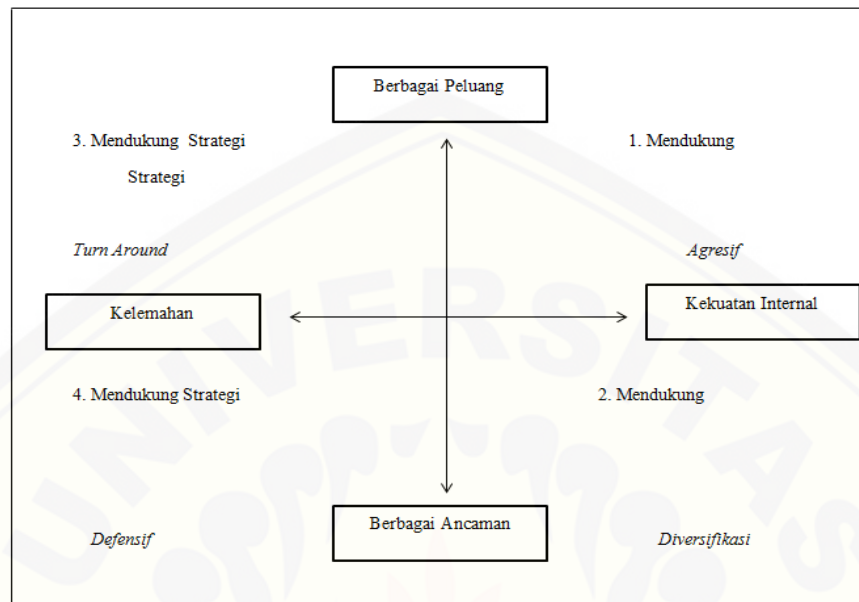 Berbagai Peluang
3. Mendukung Strategi
1. Mendukung
Strategi
Turn Around
Agresif
Kelemahan
Kekuatan Internal
4. Mendukung Strategi
2. Mendukung
Berbagai Ancaman
Defensif
Diversifikasi
UNIVERSITAS